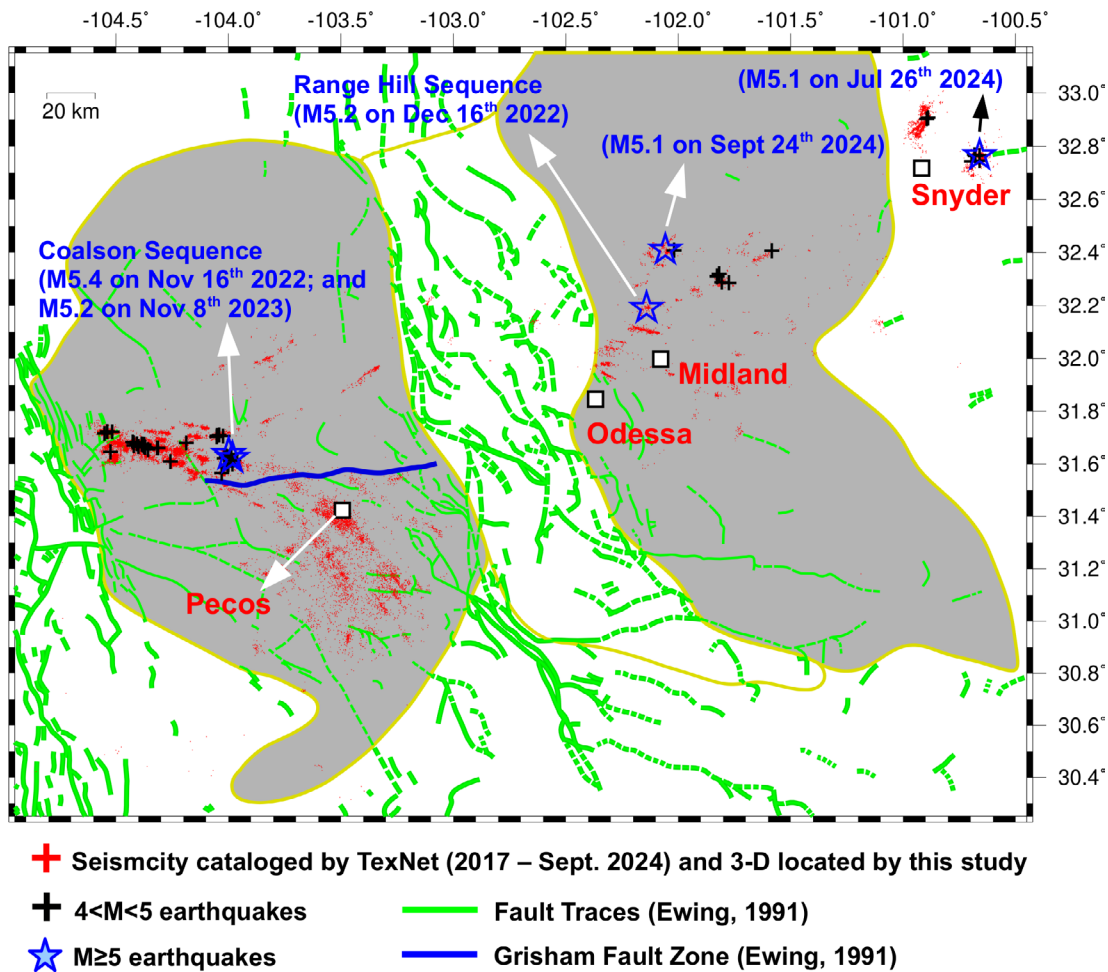 -104.5 -104.0 -103.5 -103.0 -102.5 -102.0 -101.5 -101.0 -100.5
20 km
Range Hill Sequence
(M5.2 on Dec 16th 2022)
(M5.1 on Jul 26th 2024)
(M5.1 on Sept 24th 2024)
Snyder
Coalson Sequence
(M5.4 on Nov 16th 2022; and
M5.2 on Nov 8th 2023)
Midland
Odessa
Pecos
33.0°
32.8°
32.6°
32.4°
32.2°
32.0°
31.8°
31.6°
31.4°
31.2°
31.0°
30.8°
30.6°
30.4°
Seismcity cataloged by TexNet (2017 – Sept. 2024) and 3-D located by this study
4<M<5 earthquakes
Fault Traces (Ewing, 1991)
M≥5 earthquakes
Grisham Fault Zone (Ewing, 1991)